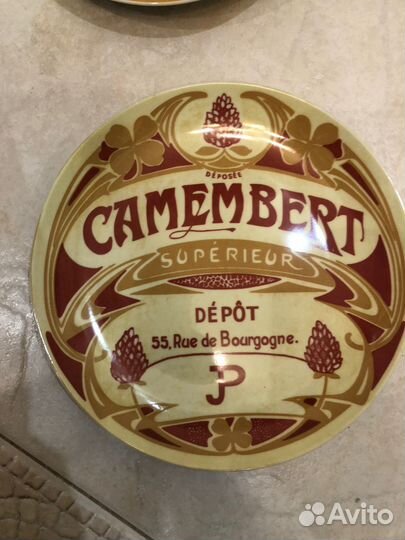 DÉPOSÉE
CAMEMBERT
SUPÉRIEUR
DÉPÔT
55, Rue de Bourgogne.
JP
Avito